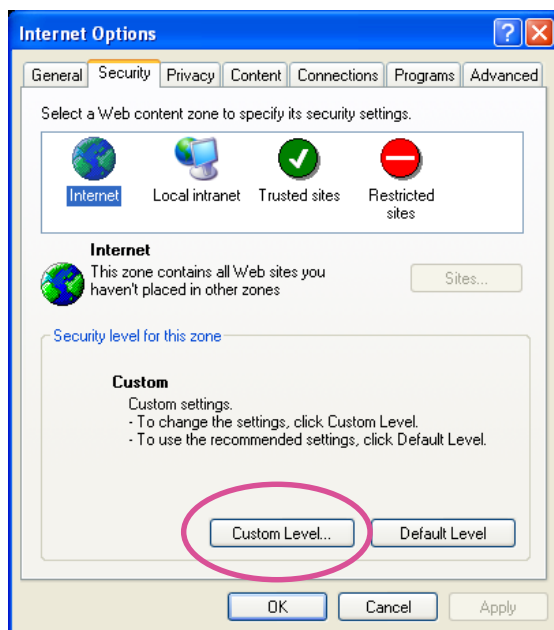 Internet Options
General Security Privacy Content Connections Programs Advanced
Select a Web content zone to specify its security settings.
Internet Local intranet Trusted sites Restricted sites
Internet
This zone contains all Web sites you
haven't placed in other zones
Sites...
Security level for this zone
Custom
Custom settings.
- To change the settings, click Custom Level.
- To use the recommended settings, click Default Level.
Custom Level... Default Level
OK Cancel Apply